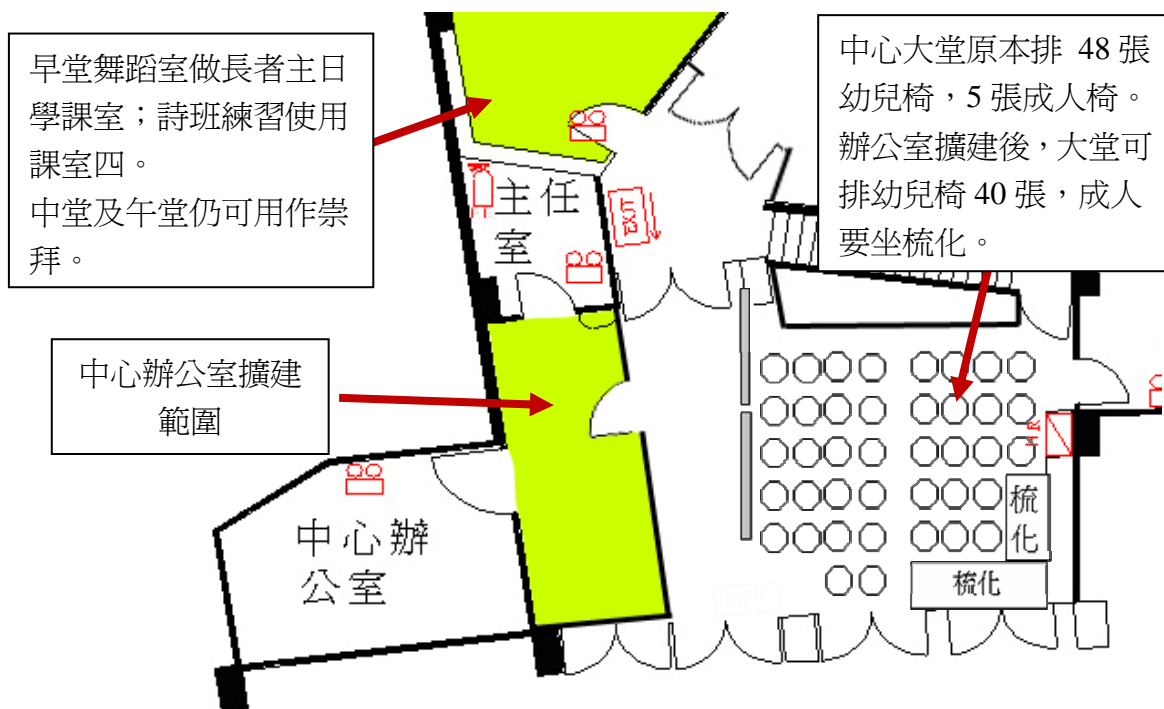 早堂舞蹈室做長者主日
學課室；詩班練習使用
課室四。
中堂及午堂仍可用作崇
拜。
中心大堂原本排 48 張
幼兒椅，5 張成人椅。
辦公室擴建後，大堂可
排幼兒椅 40 張，成人
要坐梳化。
主任
室
EXIT
中心辦公室擴建
範圍
HR
梳
化
中心辦
公室
梳化